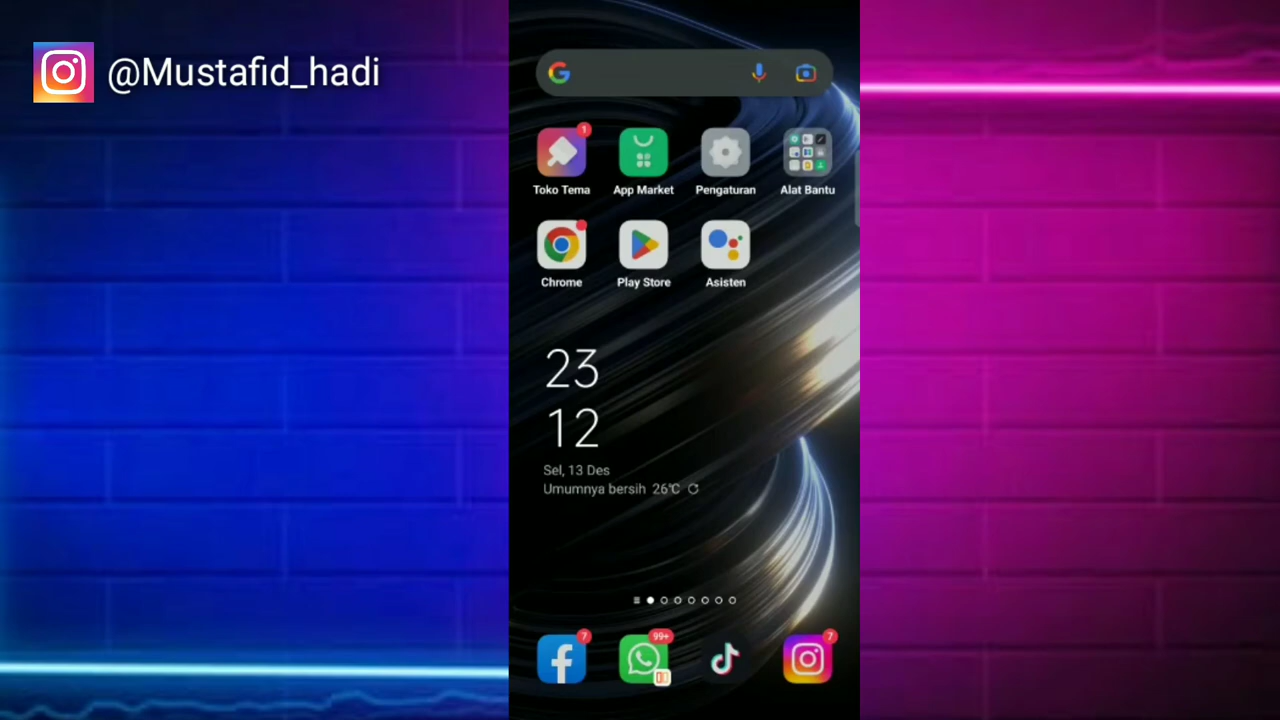 @Mustafid_hadi
1
Toko Tema
App Market
Pengaturan
Alat Bantu
Chrome
Play Store
Asisten
23
12
Sel, 13 Des
Umumnya bersih 26°C
7
99+
7